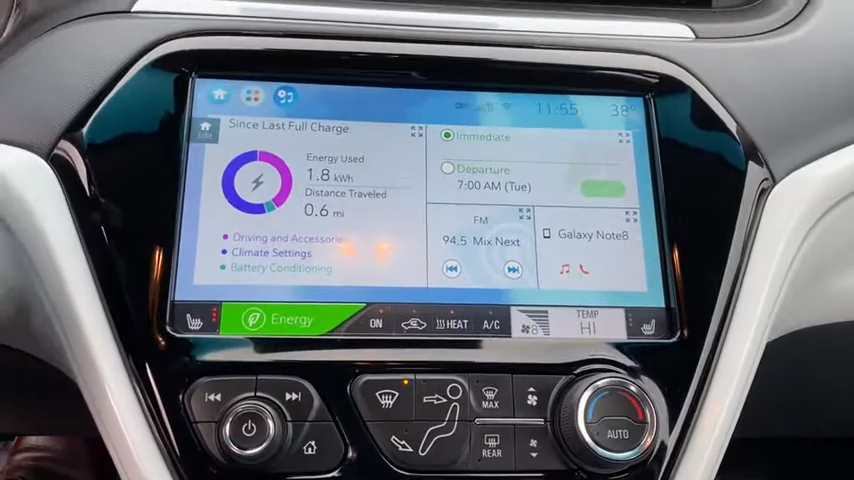 11:55 38°
Edit
Since Last Full Charge
Energy Used
1.8 kWh
Distance Traveled
0.6 mi
Driving and Accessories
Climate Settings
Battery Conditioning
Immediate
Departure
7:00 AM (Tue)
FM
94.5 Mix Next
Galaxy Note8
Energy
ON
HEAT
A/C
8
TEMP
HI
MAX
REAR
AUTO